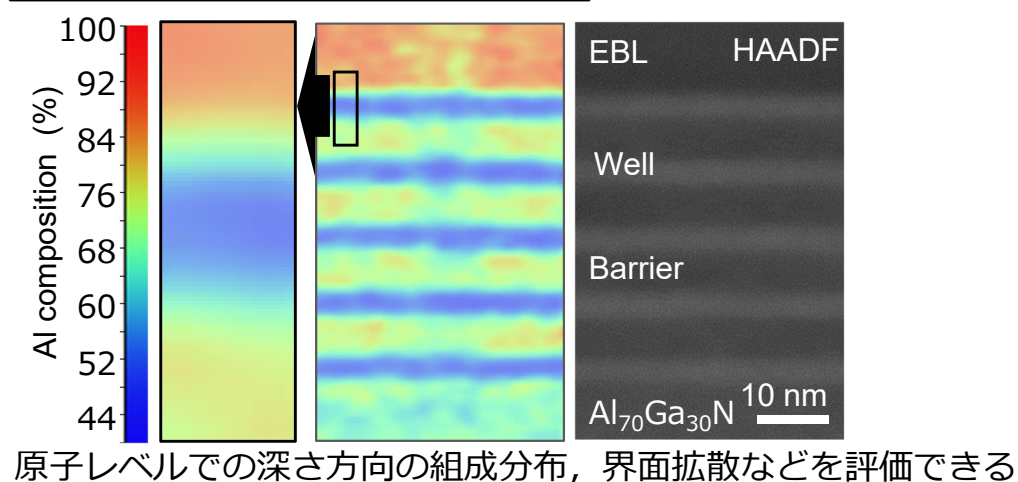 100
92
84
76
68
60
52
44
Al composition (%)
EBL
HAADF
Well
Barrier
Al₇₀Ga₃₀N
10 nm
原子レベルでの深さ方向の組成分布，界面拡散などを評価できる